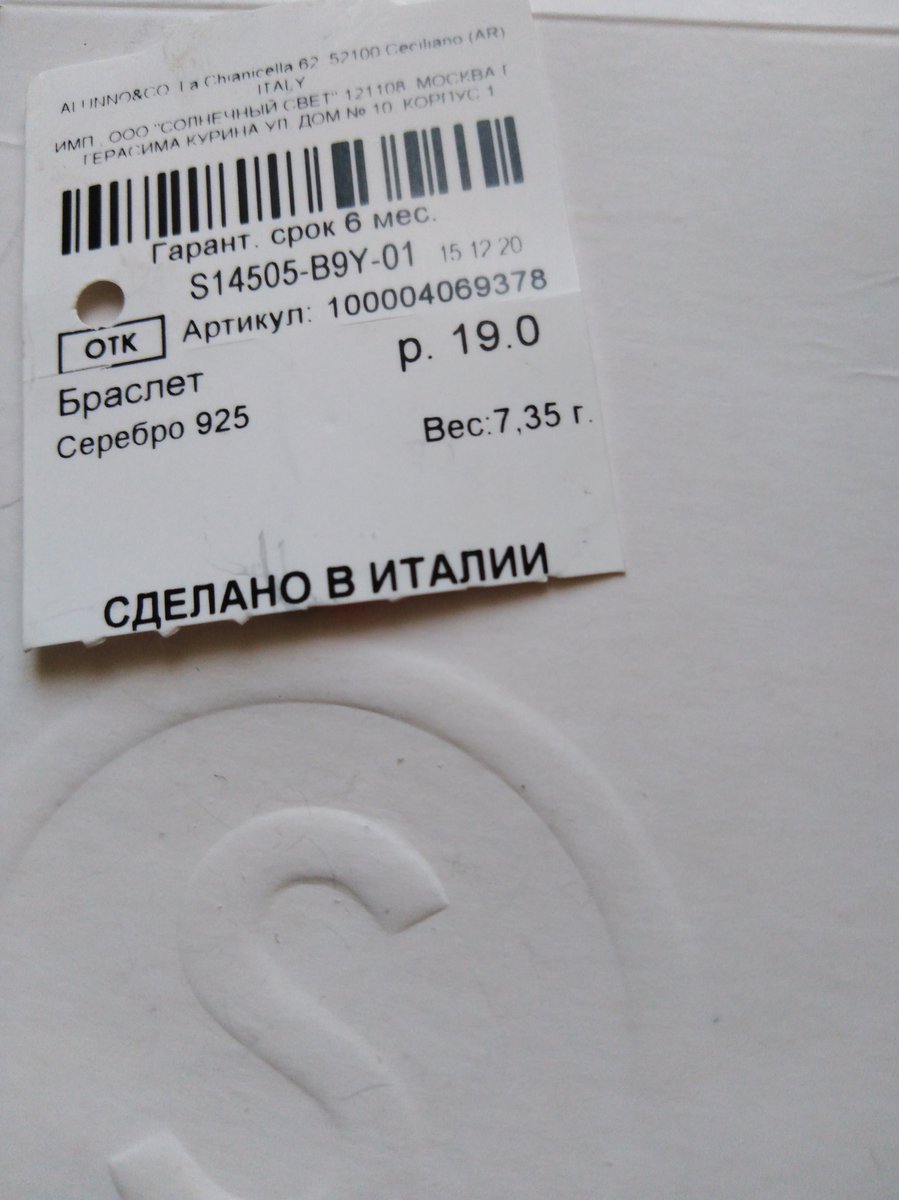 ALUNNO&CO. La Chianicella 62 52100 Ceciliano (AR)
ITALY
ИМП. ООО "СОЛНЕЧНЫЙ СВЕТ" 121108 МОСКВА Г
ГЕРАСИМА КУРИНА УЛ. ДОМ № 10 КОРПУС 1
Гарант. срок 6 мес.
S14505-B9Y-01 15 12 20
Артикул: 100004069378
ОТК
р. 19.0
Браслет
Серебро 925
Вес:7,35 г.
СДЕЛАНО В ИТАЛИИ
S